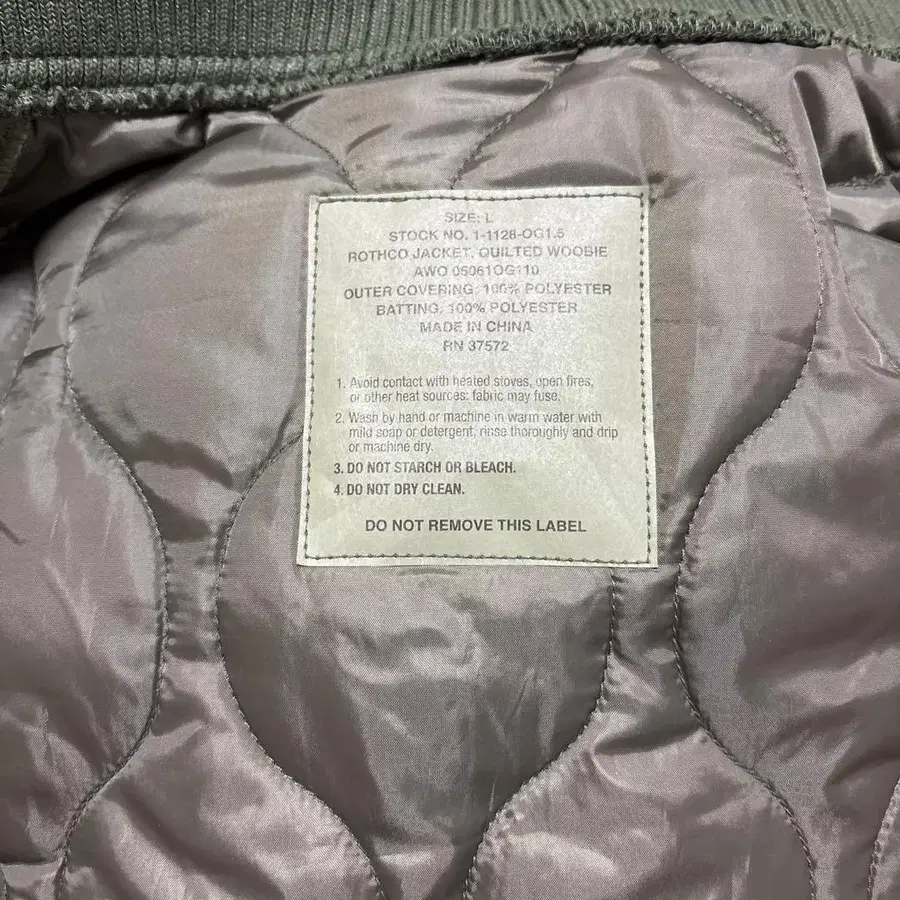 SIZE: L
STOCK NO. 1-1128-OG1.5
ROTHCO JACKET, QUILTED WOOBIE
AWO 05061OG110
OUTER COVERING: 100% POLYESTER
BATTING: 100% POLYESTER
MADE IN CHINA
RN 37572
1. Avoid contact with heated stoves, open fires,
or other heat sources: fabric may fuse.
2. Wash by hand or machine in warm water with
mild soap or detergent, rinse thoroughly and drip
or machine dry.
3. DO NOT STARCH OR BLEACH.
4. DO NOT DRY CLEAN.
DO NOT REMOVE THIS LABEL